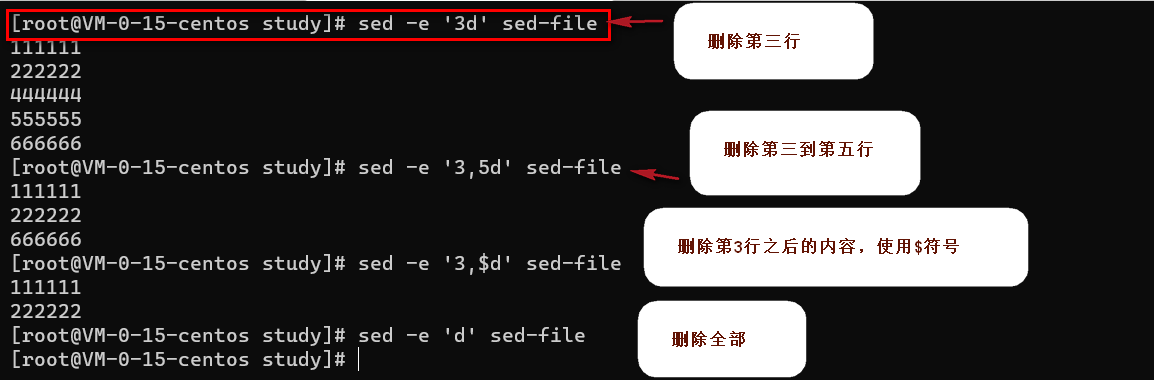 [root@VM-0-15-centos study]# sed -e '3d' sed-file
删除第三行
111111
222222
444444
555555
666666
[root@VM-0-15-centos study]# sed -e '3,5d' sed-file
删除第三到第五行
111111
222222
666666
[root@VM-0-15-centos study]# sed -e '3,$d' sed-file
删除第3行之后的内容，使用$符号
111111
222222
[root@VM-0-15-centos study]# sed -e 'd' sed-file
删除全部
[root@VM-0-15-centos study]#